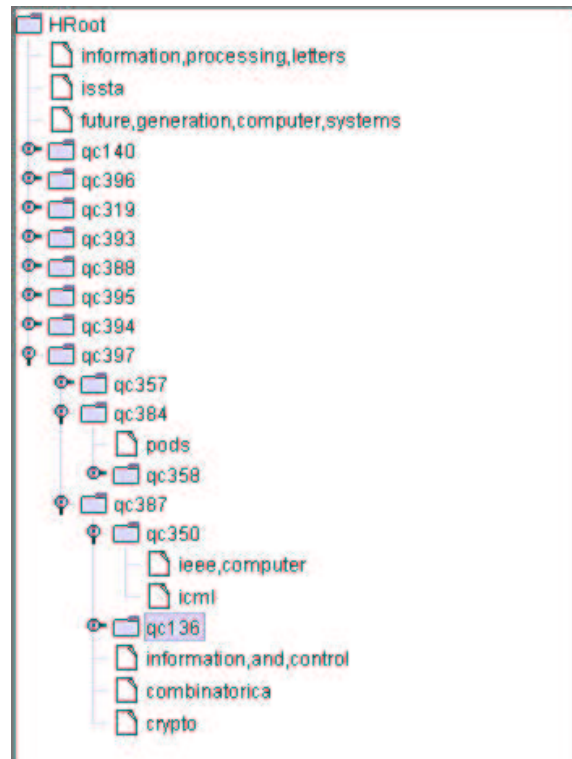 HRoot
information,processing,letters
issta
future,generation,computer,systems
qc140
qc396
qc319
qc393
qc388
qc395
qc394
qc397
qc357
qc384
pods
qc358
qc387
qc350
ieee,computer
icml
qc136
information,and,control
combinatorica
crypto